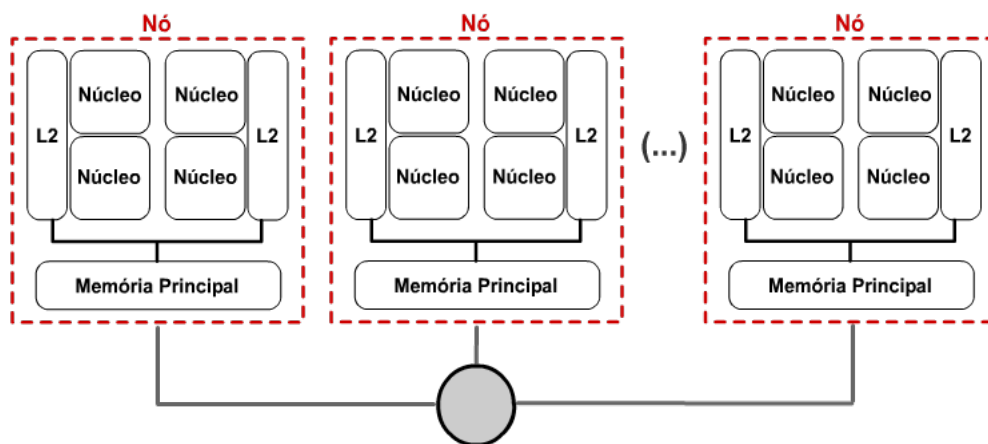 Nó Nó Nó
Núcleo Núcleo Núcleo Núcleo Núcleo Núcleo
L2 L2 L2 L2 (...) L2 L2
Núcleo Núcleo Núcleo Núcleo Núcleo Núcleo
Memória Principal Memória Principal Memória Principal